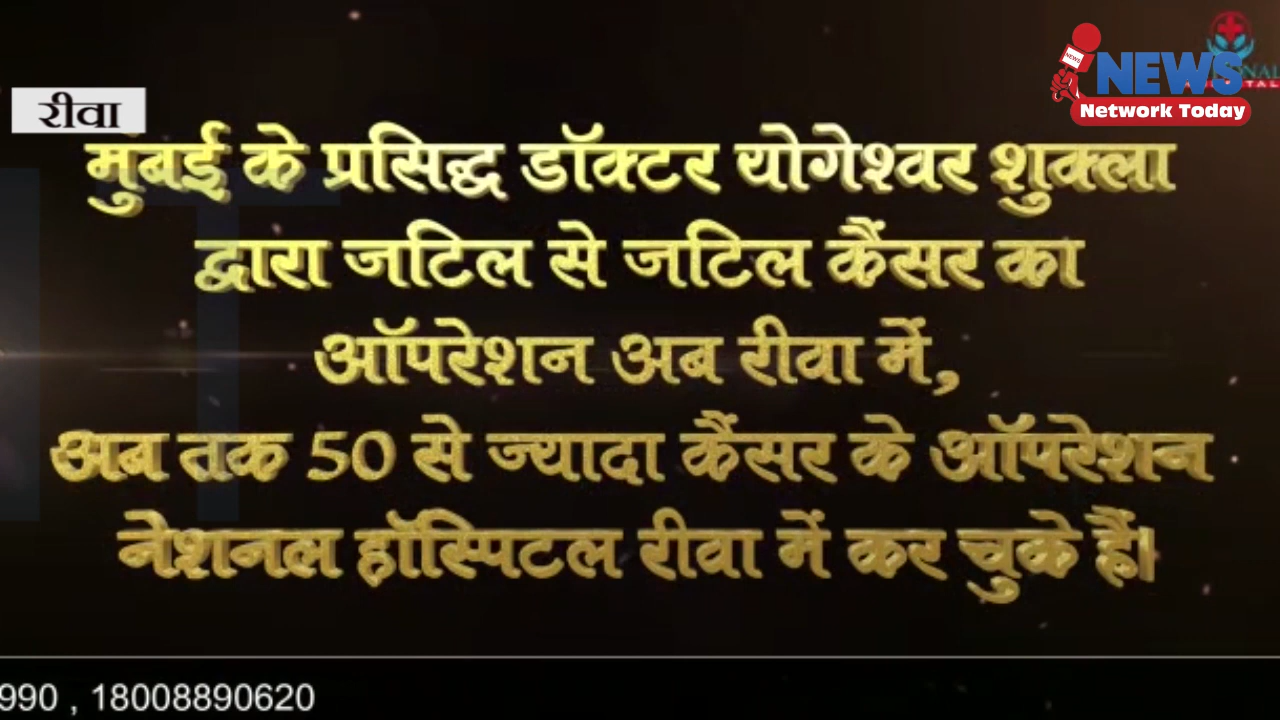 NEWS
Network Today
रीवा
मुंबई के प्रसिद्ध डॉक्टर योगेश्वर शुक्ला
द्वारा जटिल से जटिल कैंसर का
ऑपरेशन अब रीवा में,
अब तक 50 से ज्यादा कैंसर के ऑपरेशन
नेशनल हॉस्पिटल रीवा में कर चुके हैं।
990 , 18008890620